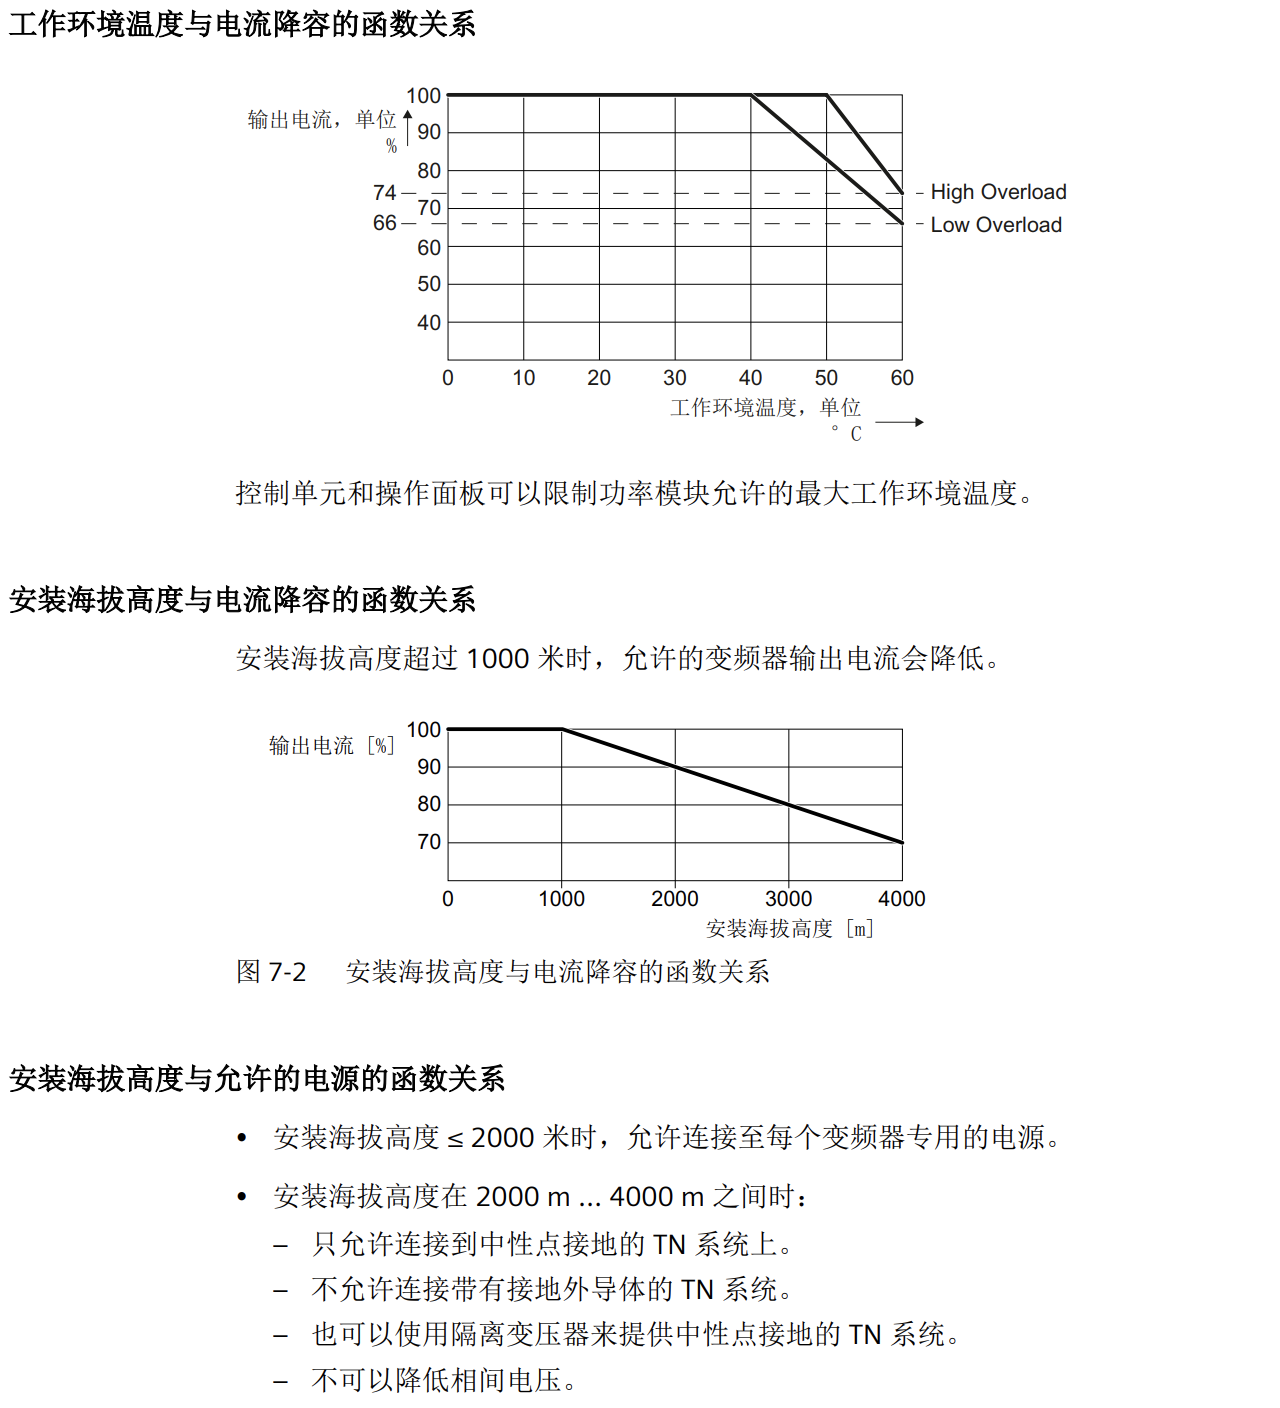 工作环境温度与电流降容的函数关系
100
输出电流，单位
%
90
80
74
70
High Overload
66
Low Overload
60
50
40
0 10 20 30 40 50 60
工作环境温度，单位
° C
控制单元和操作面板可以限制功率模块允许的最大工作环境温度。
安装海拔高度与电流降容的函数关系
安装海拔高度超过 1000 米时，允许的变频器输出电流会降低。
100
输出电流 [%]
90
80
70
0 1000 2000 3000 4000
安装海拔高度 [m]
图 7-2 安装海拔高度与电流降容的函数关系
安装海拔高度与允许的电源的函数关系
• 安装海拔高度 ≤ 2000 米时，允许连接至每个变频器专用的电源。
• 安装海拔高度在 2000 m ... 4000 m 之间时：
– 只允许连接到中性点接地的 TN 系统上。
– 不允许连接带有接地外导体的 TN 系统。
– 也可以使用隔离变压器来提供中性点接地的 TN 系统。
– 不可以降低相间电压。